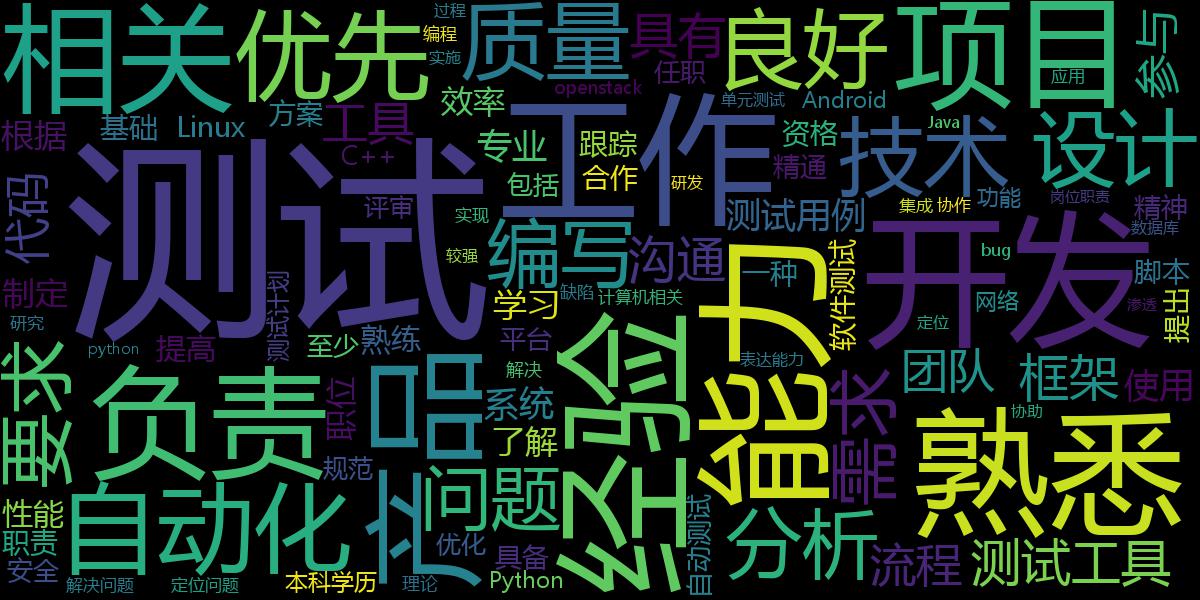 相关
优先
过程
编程
实施
质量
具有
任职
openstack
良好
项目
应用
参与
根据
基础
Linux
方案
工具
C++
效率
专业
跟踪
合作
包括
单元测试
Android
资格
精通
研发
Java
技术
设计
代码
测试
评审
实现
较强
工作
测试用例
集成
协作
功能
岗位职责
精神
数据库
制定
研究
测试计划
编写
沟通
一种
软件测试
能力
开发
bug
网络
定位
脚本
渗透
提出
python
提高
至少
熟练
学习
缺陷
计算机相关
平台
解决
经验
表达能力
要求
负责
职位
产品
系统
了解
团队
框架
使用
需求
协助
熟悉
规范
问题
自动化
性能
职责
安全
优化
具备
自动测试
分析
流程
测试工具
解决问题
定位问题
本科学历
理论
Python